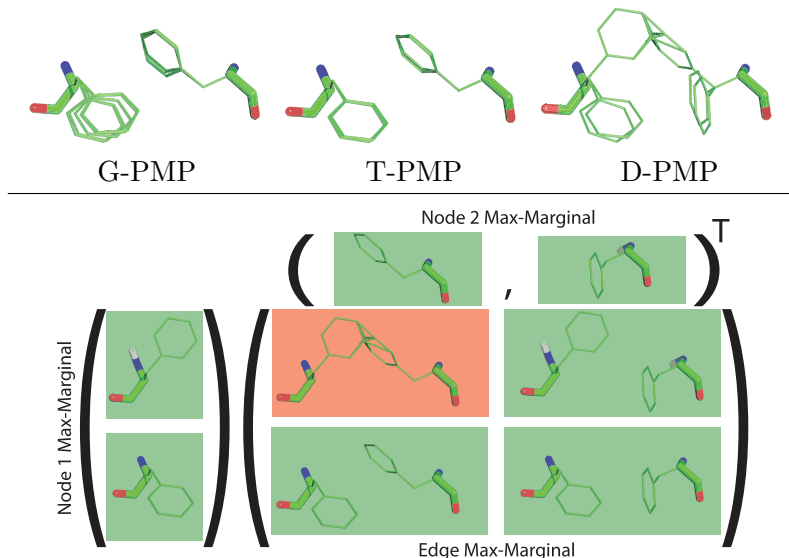 G-PMP T-PMP D-PMP
Node 2 Max-Marginal
( , )T
Node 1 Max-Marginal
Edge Max-Marginal